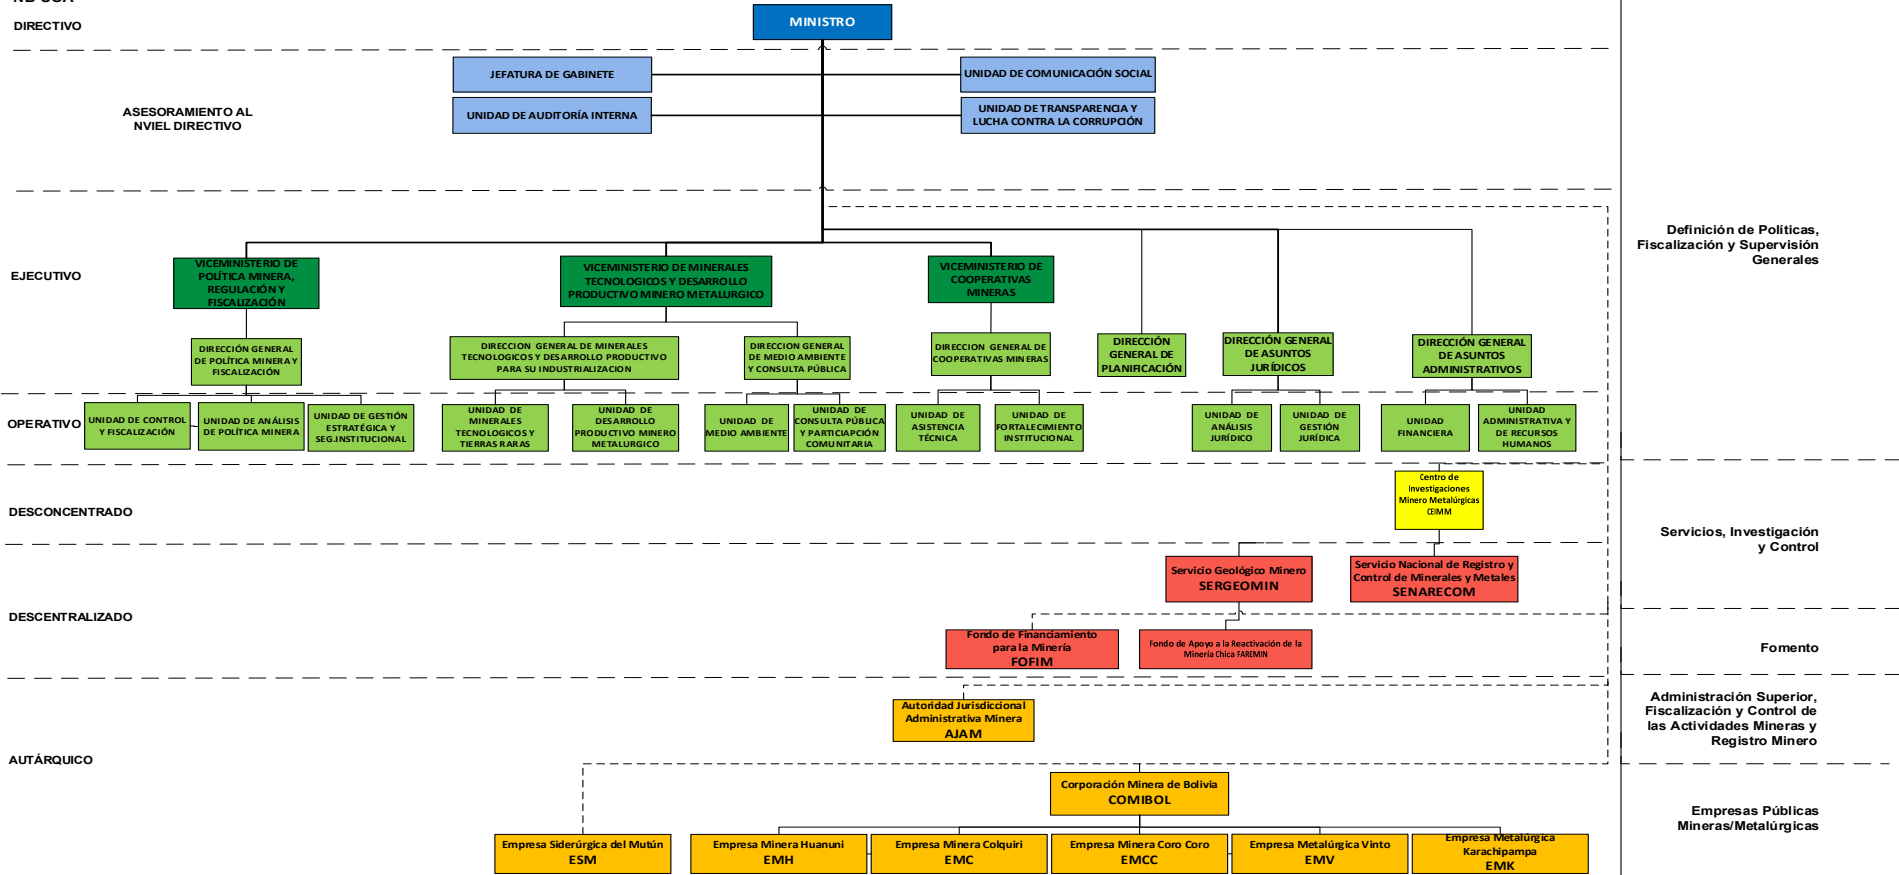 DIRECTIVO
MINISTRO
JEFATURA DE GABINETE
UNIDAD DE COMUNICACIÓN SOCIAL
ASESORAMIENTO AL
NVIEL DIRECTIVO
UNIDAD DE AUDITORÍA INTERNA
UNIDAD DE TRANSPARENCIA Y
LUCHA CONTRA LA CORRUPCIÓN
Definición de Políticas,
Fiscalización y Supervisión
Generales
EJECUTIVO
VICEMINISTERIO DE
POLÍTICA MINERA,
REGULACIÓN Y
FISCALIZACIÓN
VICEMINISTERIO DE MINERALES
TECNOLOGICOS Y DESARROLLO
PRODUCTIVO MINERO METALURGICO
VICEMINISTERIO DE
COOPERATIVAS
MINERAS
DIRECCIÓN GENERAL
DE POLÍTICA MINERA Y
FISCALIZACIÓN
DIRECCION GENERAL DE MINERALES
TECNOLOGICOS Y DESARROLLO PRODUCTIVO
PARA SU INDUSTRIALIZACION
DIRECCION GENERAL
DE MEDIO AMBIENTE
Y CONSULTA PÚBLICA
DIRECCION GENERAL DE
COOPERATIVAS MINERAS
DIRECCIÓN
GENERAL DE
PLANIFICACIÓN
DIRECCIÓN GENERAL
DE ASUNTOS
JURÍDICOS
DIRECCIÓN GENERAL
DE ASUNTOS
ADMINISTRATIVOS
OPERATIVO
UNIDAD DE CONTROL
Y FISCALIZACIÓN
UNIDAD DE ANÁLISIS
DE POLÍTICA MINERA
UNIDAD DE GESTIÓN
ESTRATÉGICA Y
SEG.INSTITUCIONAL
UNIDAD DE
MINERALES
TECNOLOGICOS Y
TIERRAS RARAS
UNIDAD DE
DESARROLLO
PRODUCTIVO MINERO
METALURGICO
UNIDAD DE
MEDIO AMBIENTE
UNIDAD DE
CONSULTA PÚBLICA
Y PARTICIAPCIÓN
COMUNITARIA
UNIDAD DE
ASISTENCIA
TÉCNICA
UNIDAD DE
FORTALECIMIENTO
INSTITUCIONAL
UNIDAD DE
ANÁLISIS
JURÍDICO
UNIDAD DE
GESTIÓN
JURÍDICA
UNIDAD
FINANCIERA
UNIDAD
ADMINISTRATIVA Y
DE RECURSOS
HUMANOS
DESCONCENTRADO
Centro de
Investigaciones
Minero Metalúrgicas
CEIMM
Servicios, Investigación
y Control
DESCENTRALIZADO
Servicio Geológico Minero
SERGEOMIN
Servicio Nacional de Registro y
Control de Minerales y Metales
SENARECOM
Fondo de Financiamiento
para la Minería
FOFIM
Fondo de Apoyo a la Reactivación de la
Minería Chica FAREMIN
Fomento
AUTÁRQUICO
Autoridad Jurisdiccional
Administrativa Minera
AJAM
Administración Superior,
Fiscalización y Control de
las Actividades Mineras y
Registro Minero
Corporación Minera de Bolivia
COMIBOL
Empresas Públicas
Mineras/Metalúrgicas
Empresa Siderúrgica del Mutún
ESM
Empresa Minera Huanuni
EMH
Empresa Minera Colquiri
EMC
Empresa Minera Coro Coro
EMCC
Empresa Metalúrgica Vinto
EMV
Empresa Metalúrgica
Karachipampa
EMK